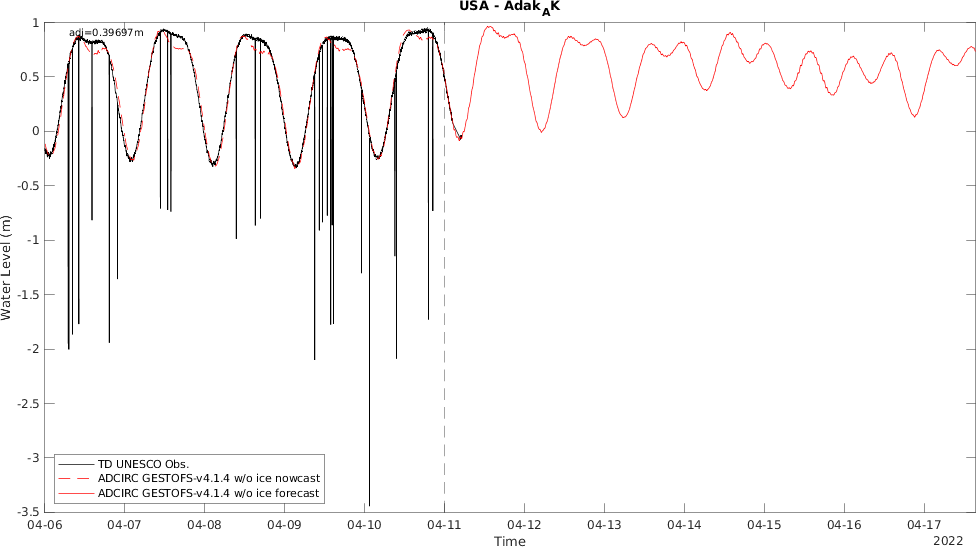 USA - Adak_AK
adj=0.39697m
1
0.5
0
-0.5
-1
-1.5
-2
-2.5
-3
-3.5
Water Level (m)
TD UNESCO Obs.
ADCIRC GESTOFS-v4.1.4 w/o ice nowcast
ADCIRC GESTOFS-v4.1.4 w/o ice forecast
04-06 04-07 04-08 04-09 04-10 04-11 04-12 04-13 04-14 04-15 04-16 04-17
Time
2022